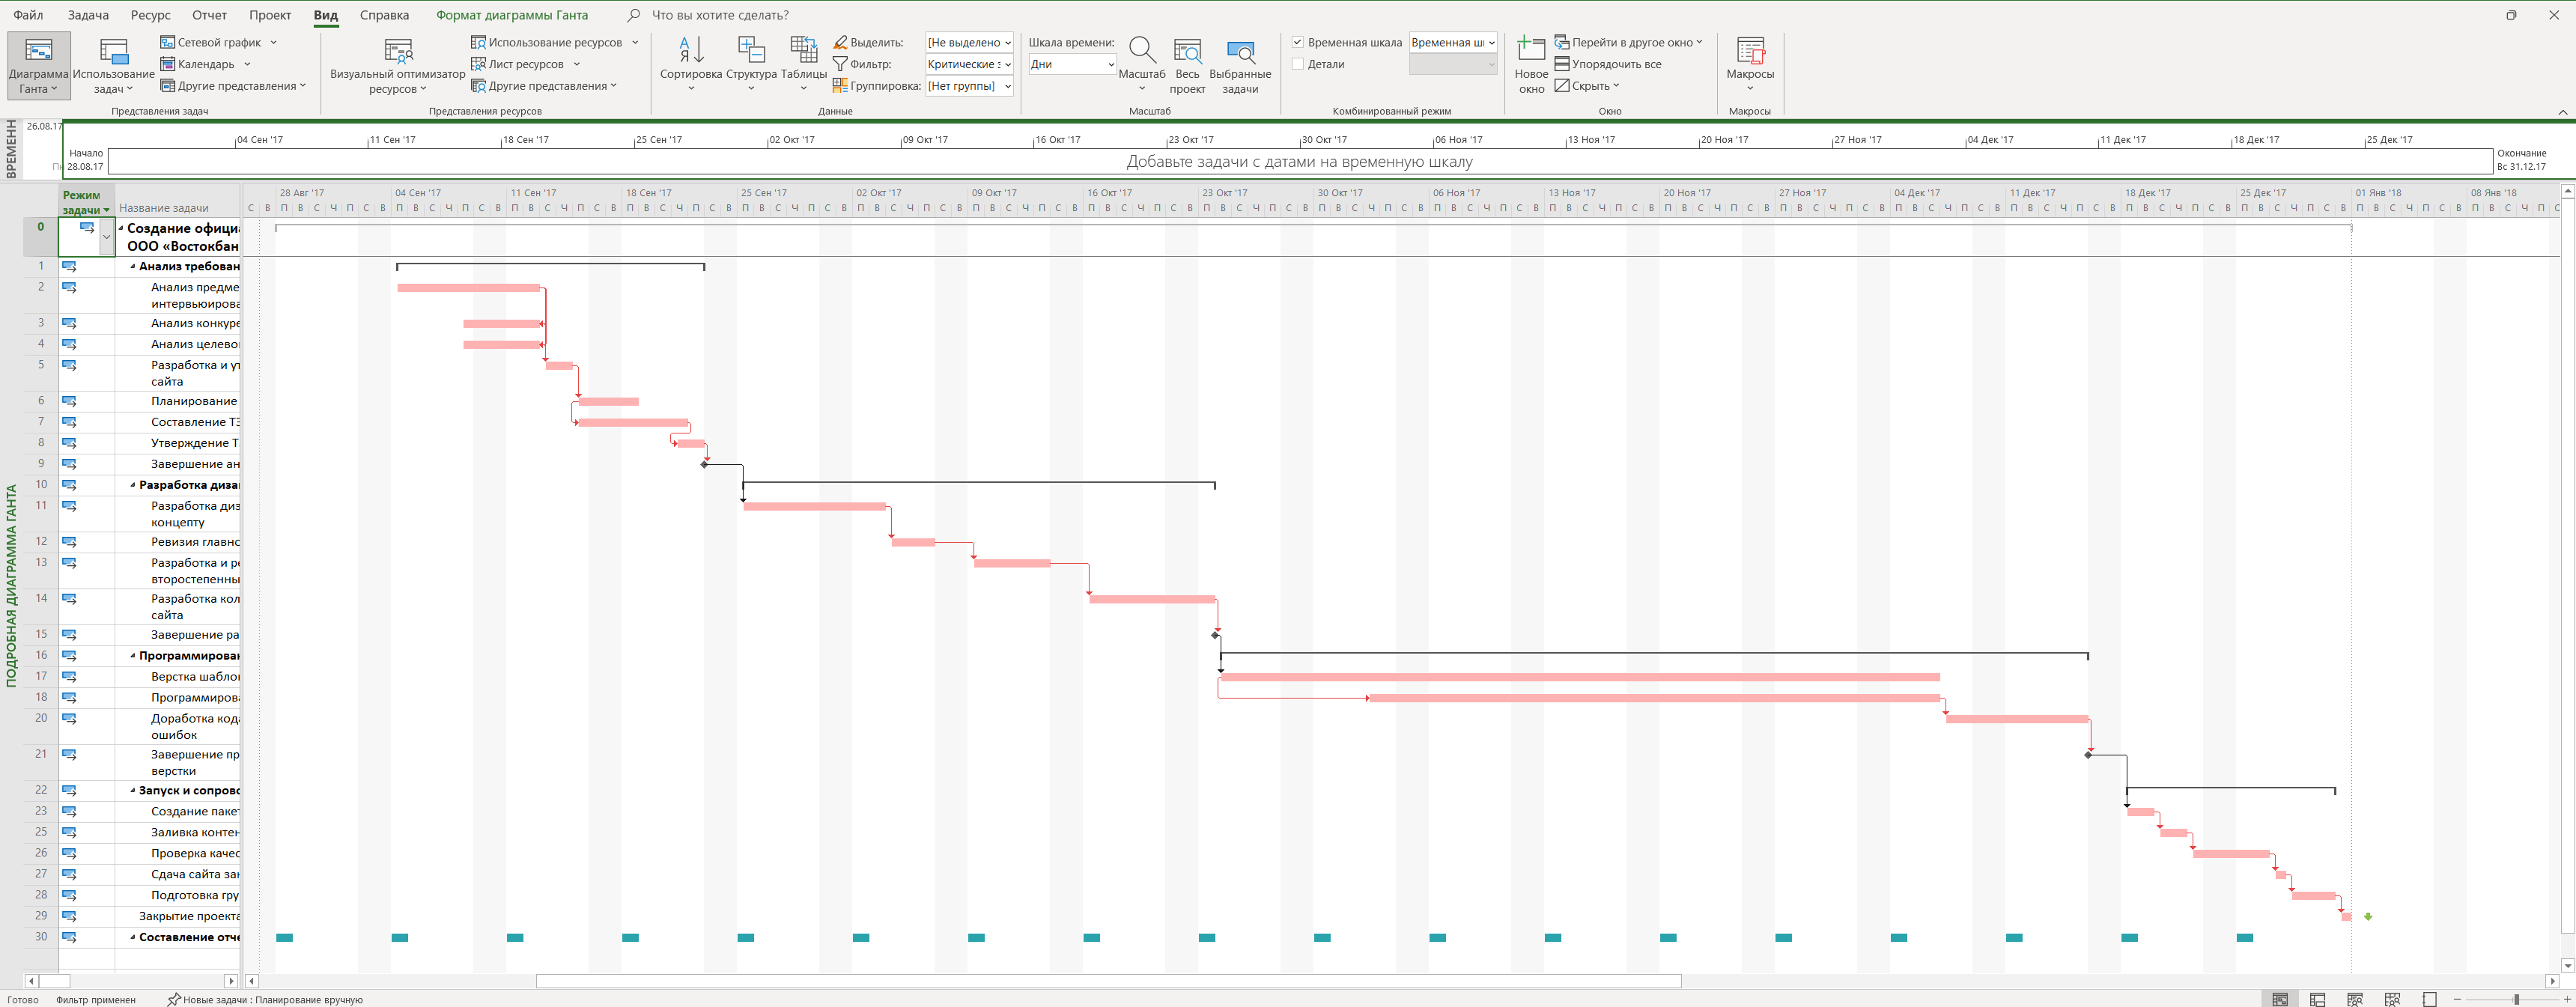 Файл Задача Ресурс Отчет Проект Вид Справка Формат диаграммы Ганта Что вы хотите сделать?
Диаграмма Ганта
Использование задач
Сетевой график
Календарь
Другие представления
Представления задач
Визуальный оптимизатор ресурсов
Использование ресурсов
Лист ресурсов
Другие представления
Представления ресурсов
Сортировка
Структура
Таблицы
Выделить: [Не выделено
Фильтр: Критические з
Группировка: [Нет группы]
Данные
Шкала времени:
Дни
Масштаб
Весь проект
Выбранные задачи
Масштаб
Временная шкала Временная шк
Детали
Комбинированный режим
Новое окно
Перейти в другое окно
Упорядочить все
Скрыть
Окно
Макросы
Макросы
ВРЕМЕНН
26.08.17
04 Сен '17 11 Сен '17 18 Сен '17 25 Сен '17 02 Окт '17 09 Окт '17 16 Окт '17 23 Окт '17 30 Окт '17 06 Ноя '17 13 Ноя '17 20 Ноя '17 27 Ноя '17 04 Дек '17 11 Дек '17 18 Дек '17 25 Дек '17
Начало
Пн 28.08.17
Добавьте задачи с датами на временную шкалу
Окончание
Вс 31.12.17
ПОДРОБНАЯ ДИАГРАММА ГАНТА
Режим задачи
Название задачи
28 Авг '17 04 Сен '17 11 Сен '17 18 Сен '17 25 Сен '17 02 Окт '17 09 Окт '17 16 Окт '17 23 Окт '17 30 Окт '17 06 Ноя '17 13 Ноя '17 20 Ноя '17 27 Ноя '17 04 Дек '17 11 Дек '17 18 Дек '17 25 Дек '17 01 Янв '18 08 Янв '18
С В П В С Ч П С В П В С Ч П С В П В С Ч П С В П В С Ч П С В П В С Ч П С В П В С Ч П С В П В С Ч П С В П В С Ч П С В П В С Ч П С В П В С Ч П С В П В С Ч П С В П В С Ч П С В П В С Ч П С В П В С Ч П С В П В С Ч П С В П В С Ч П С В П В С Ч П С В П В С Ч П С В П В С Ч П С В П В С Ч П С
0 Создание официа
ООО «Востокбан
1 Анализ требован
2 Анализ предме
интервьюирова
3 Анализ конкуре
4 Анализ целево
5 Разработка и ут
сайта
6 Планирование
7 Составление ТЗ
8 Утверждение Т
9 Завершение ан
10 Разработка диза
11 Разработка диз
концепту
12 Ревизия главно
13 Разработка и ре
второстепенны
14 Разработка кол
сайта
15 Завершение ра
16 Программирован
17 Верстка шабло
18 Программирова
20 Доработка кода
ошибок
21 Завершение пр
верстки
22 Запуск и сопрово
23 Создание пакет
25 Заливка контен
26 Проверка качес
27 Сдача сайта зак
28 Подготовка гру
29 Закрытие проекта
30 Составление отче
Готово Фильтр применен Новые задачи : Планирование вручную